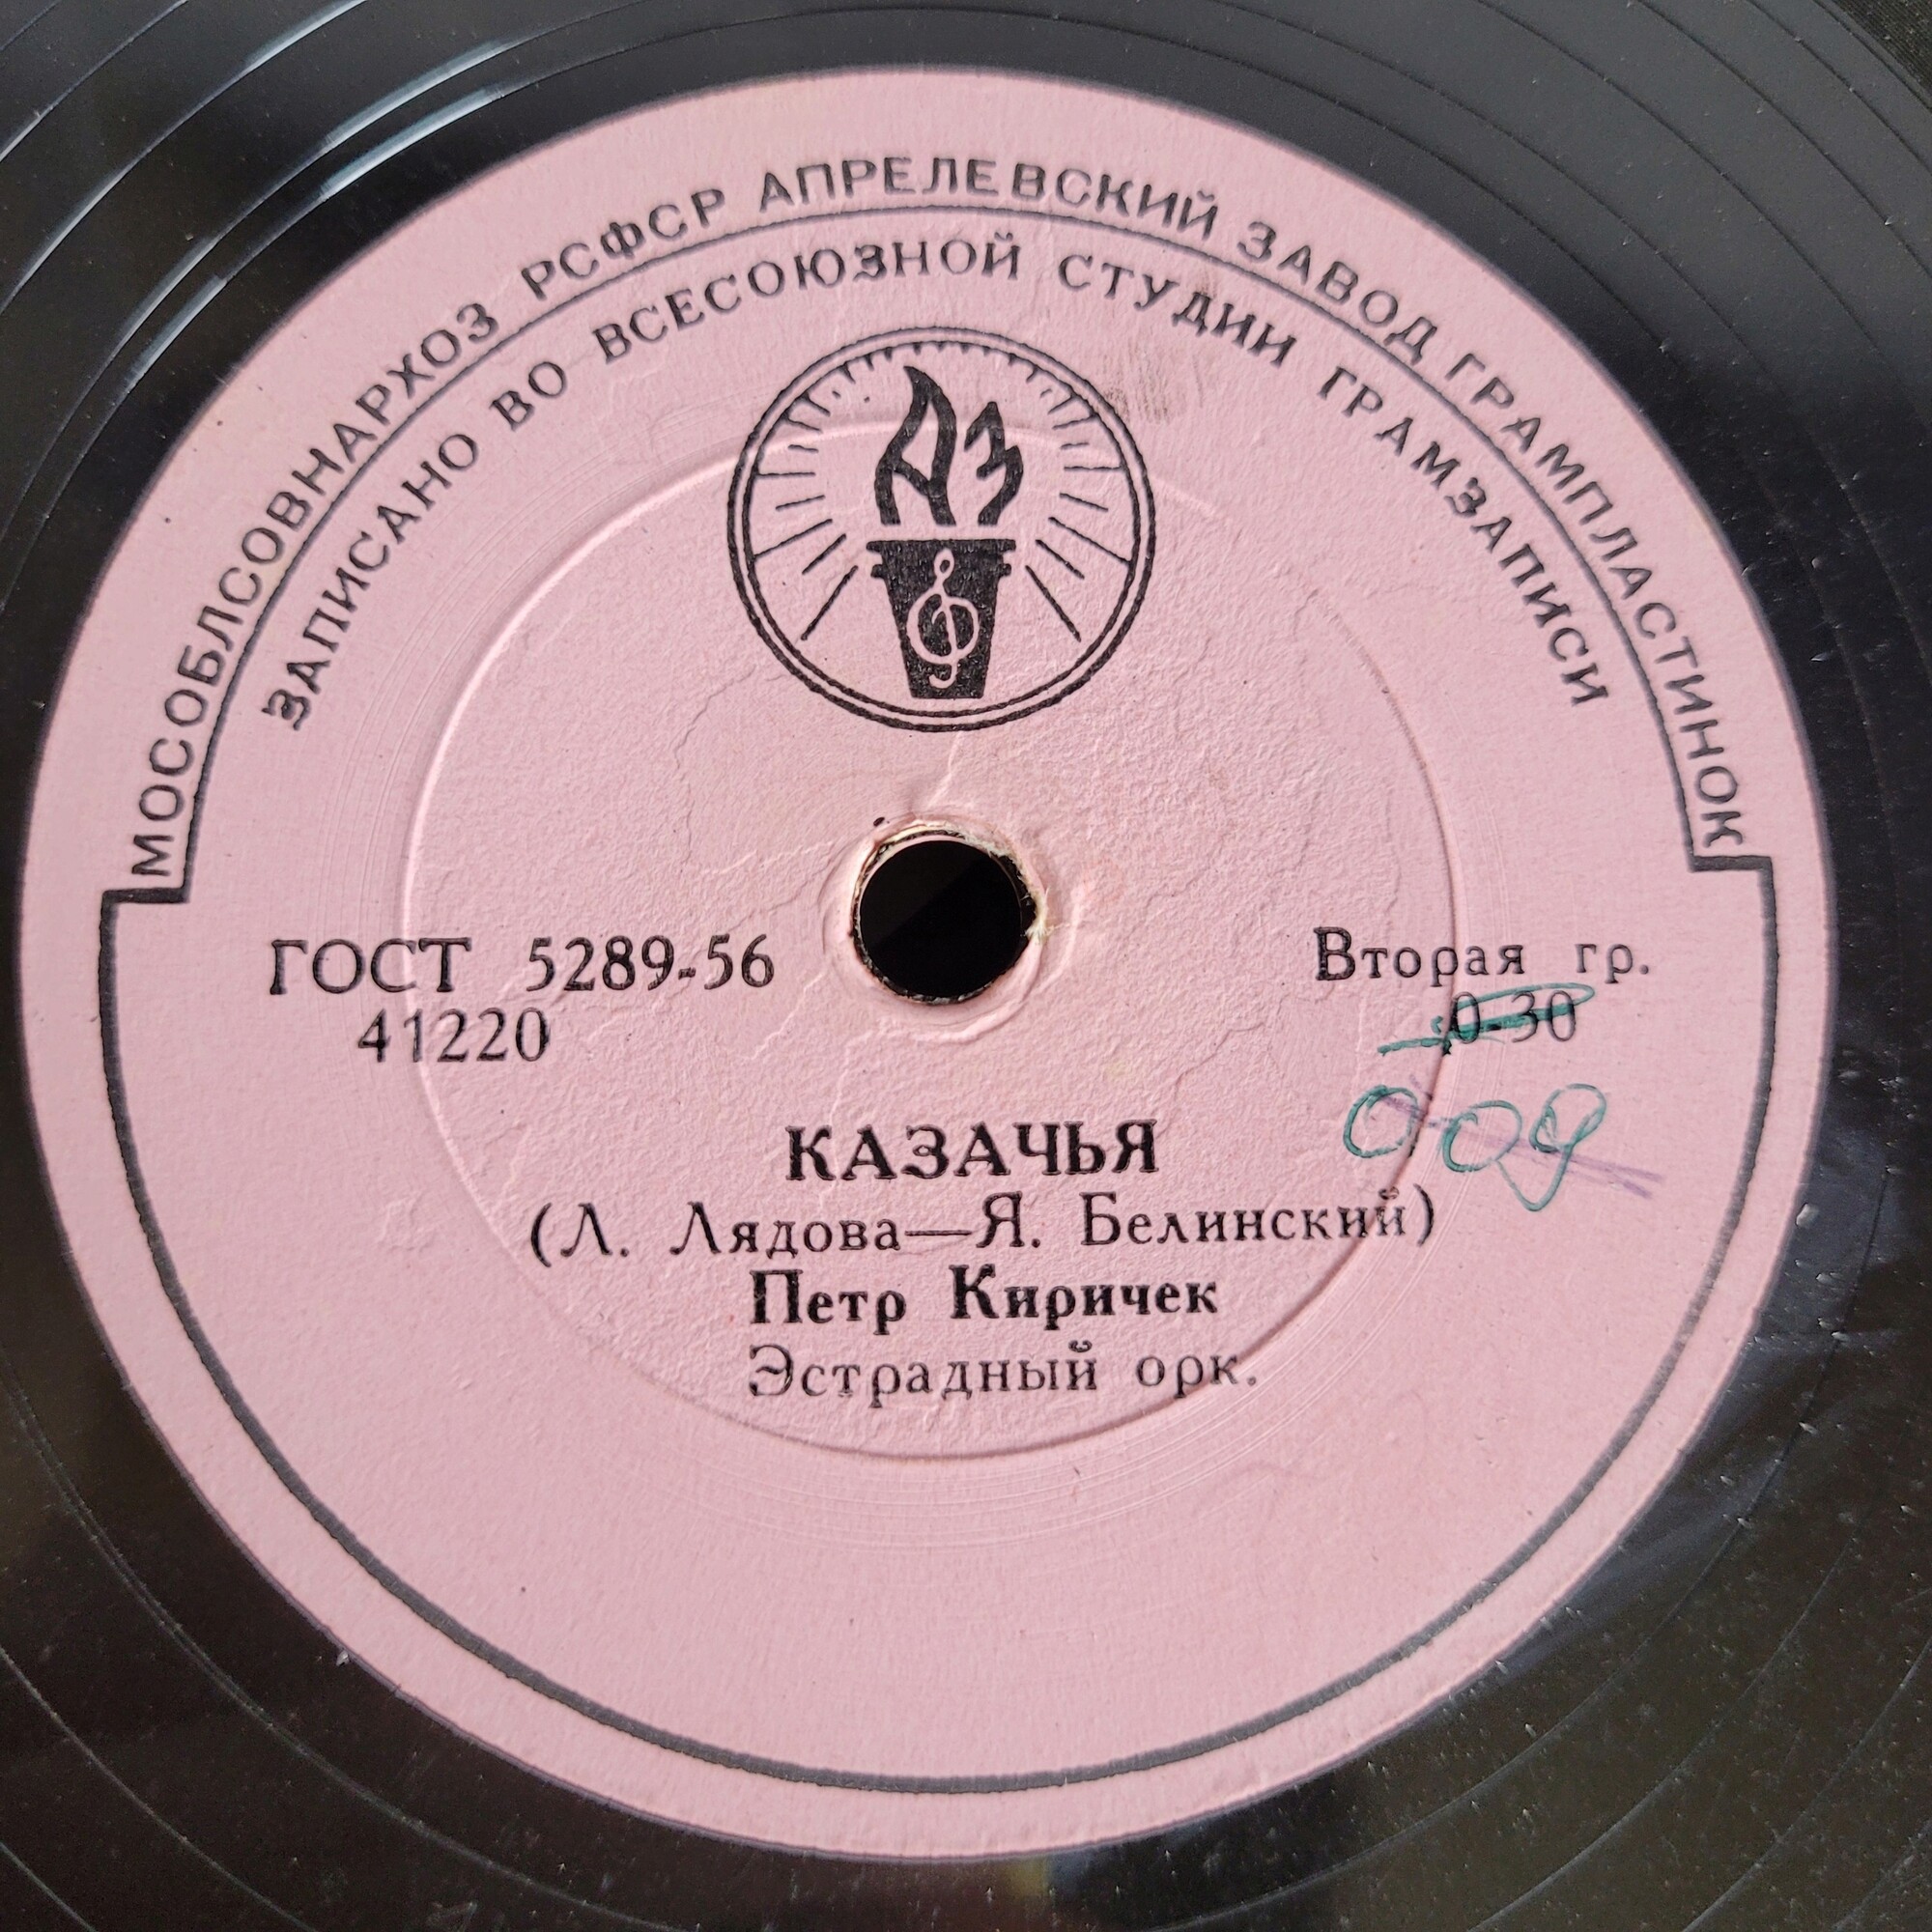 МОСОБЛСОВНАРХОЗ РСФСР АПРЕЛЕВСКИЙ ЗАВОД ГРАМПЛАСТИНОК
ЗАПИСАНО ВО ВСЕСОЮЗНОЙ СТУДИИ ГРАМЗАПИСИ
АЗ
ГОСТ 5289-56
41220
Вторая гр.
0-30
0-09
КАЗАЧЬЯ
(Л. Лядова—Я. Белинский)
Петр Киричек
Эстрадный орк.